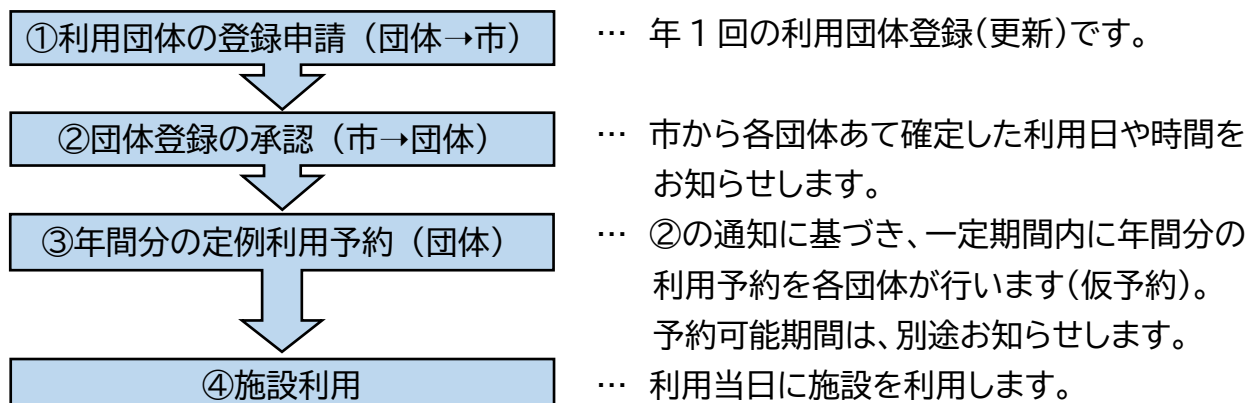 ①利用団体の登録申請（団体→市） … 年１回の利用団体登録(更新)です。
②団体登録の承認（市→団体） … 市から各団体あて確定した利用日や時間を
お知らせします。
③年間分の定例利用予約（団体） … ②の通知に基づき、一定期間内に年間分の
利用予約を各団体が行います(仮予約)。
予約可能期間は、別途お知らせします。
④施設利用 … 利用当日に施設を利用します。